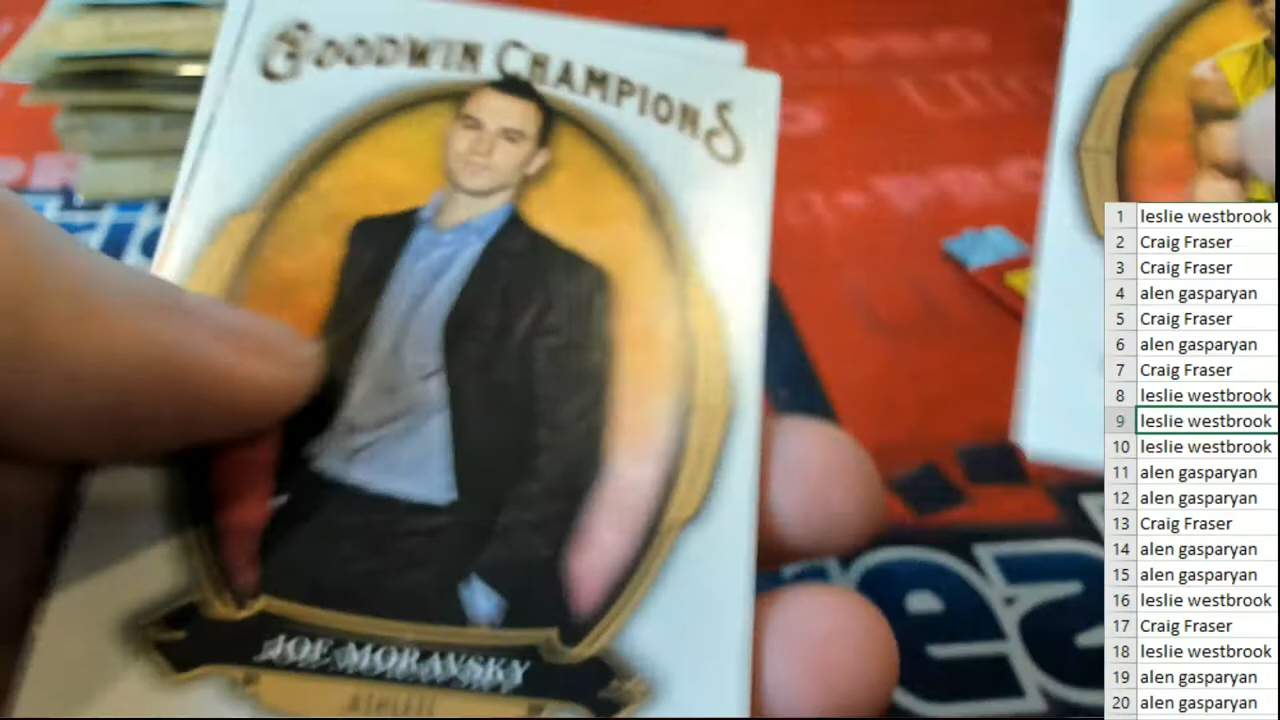 GOODWIN CHAMPIONS
JOE MORAVSKY
ATHLETE
1 leslie westbrook
2 Craig Fraser
3 Craig Fraser
4 alen gasparyan
5 Craig Fraser
6 alen gasparyan
7 Craig Fraser
8 leslie westbrook
9 leslie westbrook
10 leslie westbrook
11 alen gasparyan
12 alen gasparyan
13 Craig Fraser
14 alen gasparyan
15 alen gasparyan
16 leslie westbrook
17 Craig Fraser
18 leslie westbrook
19 alen gasparyan
20 alen gasparyan